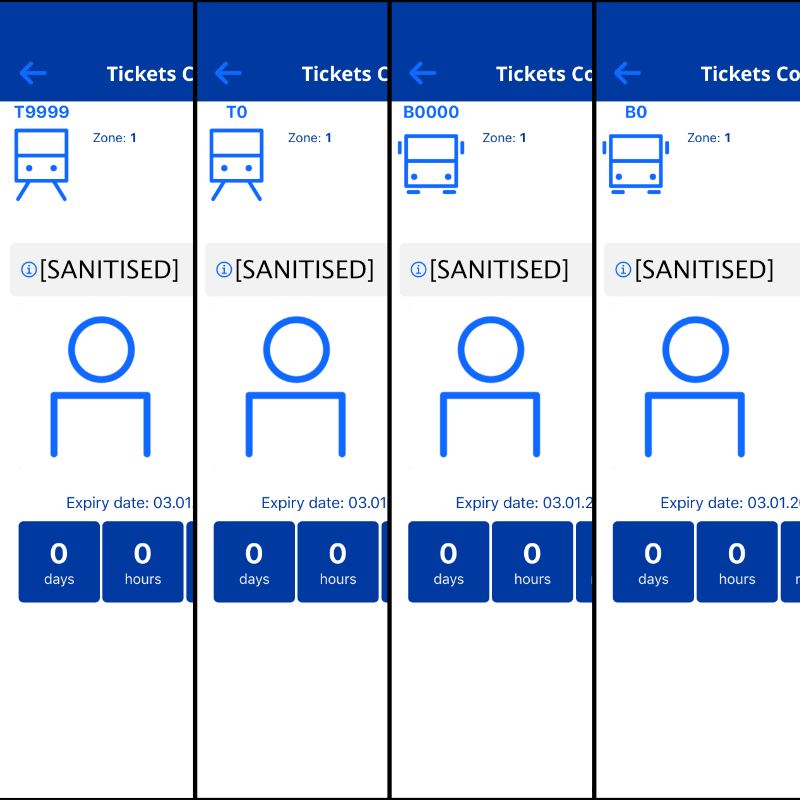 Tickets C
T9999
Zone: 1
[SANITISED]
Expiry date: 03.01.
0
days
0
hours
Tickets C
T0
Zone: 1
[SANITISED]
Expiry date: 03.01
0
days
0
hours
Tickets Co
B0000
Zone: 1
[SANITISED]
Expiry date: 03.01.2
0
days
0
hours
Tickets Co
B0
Zone: 1
[SANITISED]
Expiry date: 03.01.20
0
days
0
hours